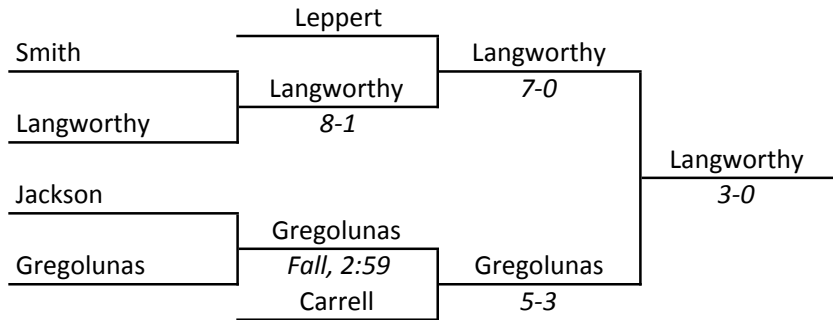 Leppert
Smith
Langworthy
Langworthy
7-0
8-1
Langworthy
Langworthy
3-0
Jackson
Gregolunas
Fall, 2:59
Gregolunas
Gregolunas
5-3
Carrell